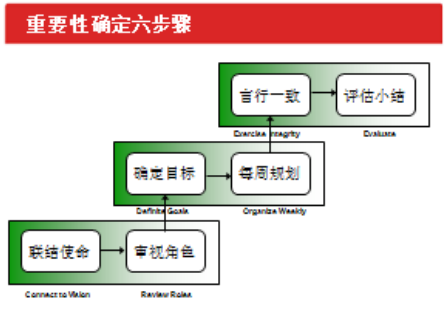 重要性确定六步骤
言行一致
评估小结
Exercise Integrity
Evaluate
确定目标
每周规划
Definite Goals
Organize Weekly
联结使命
审视角色
Connect to Vision
Review Roles